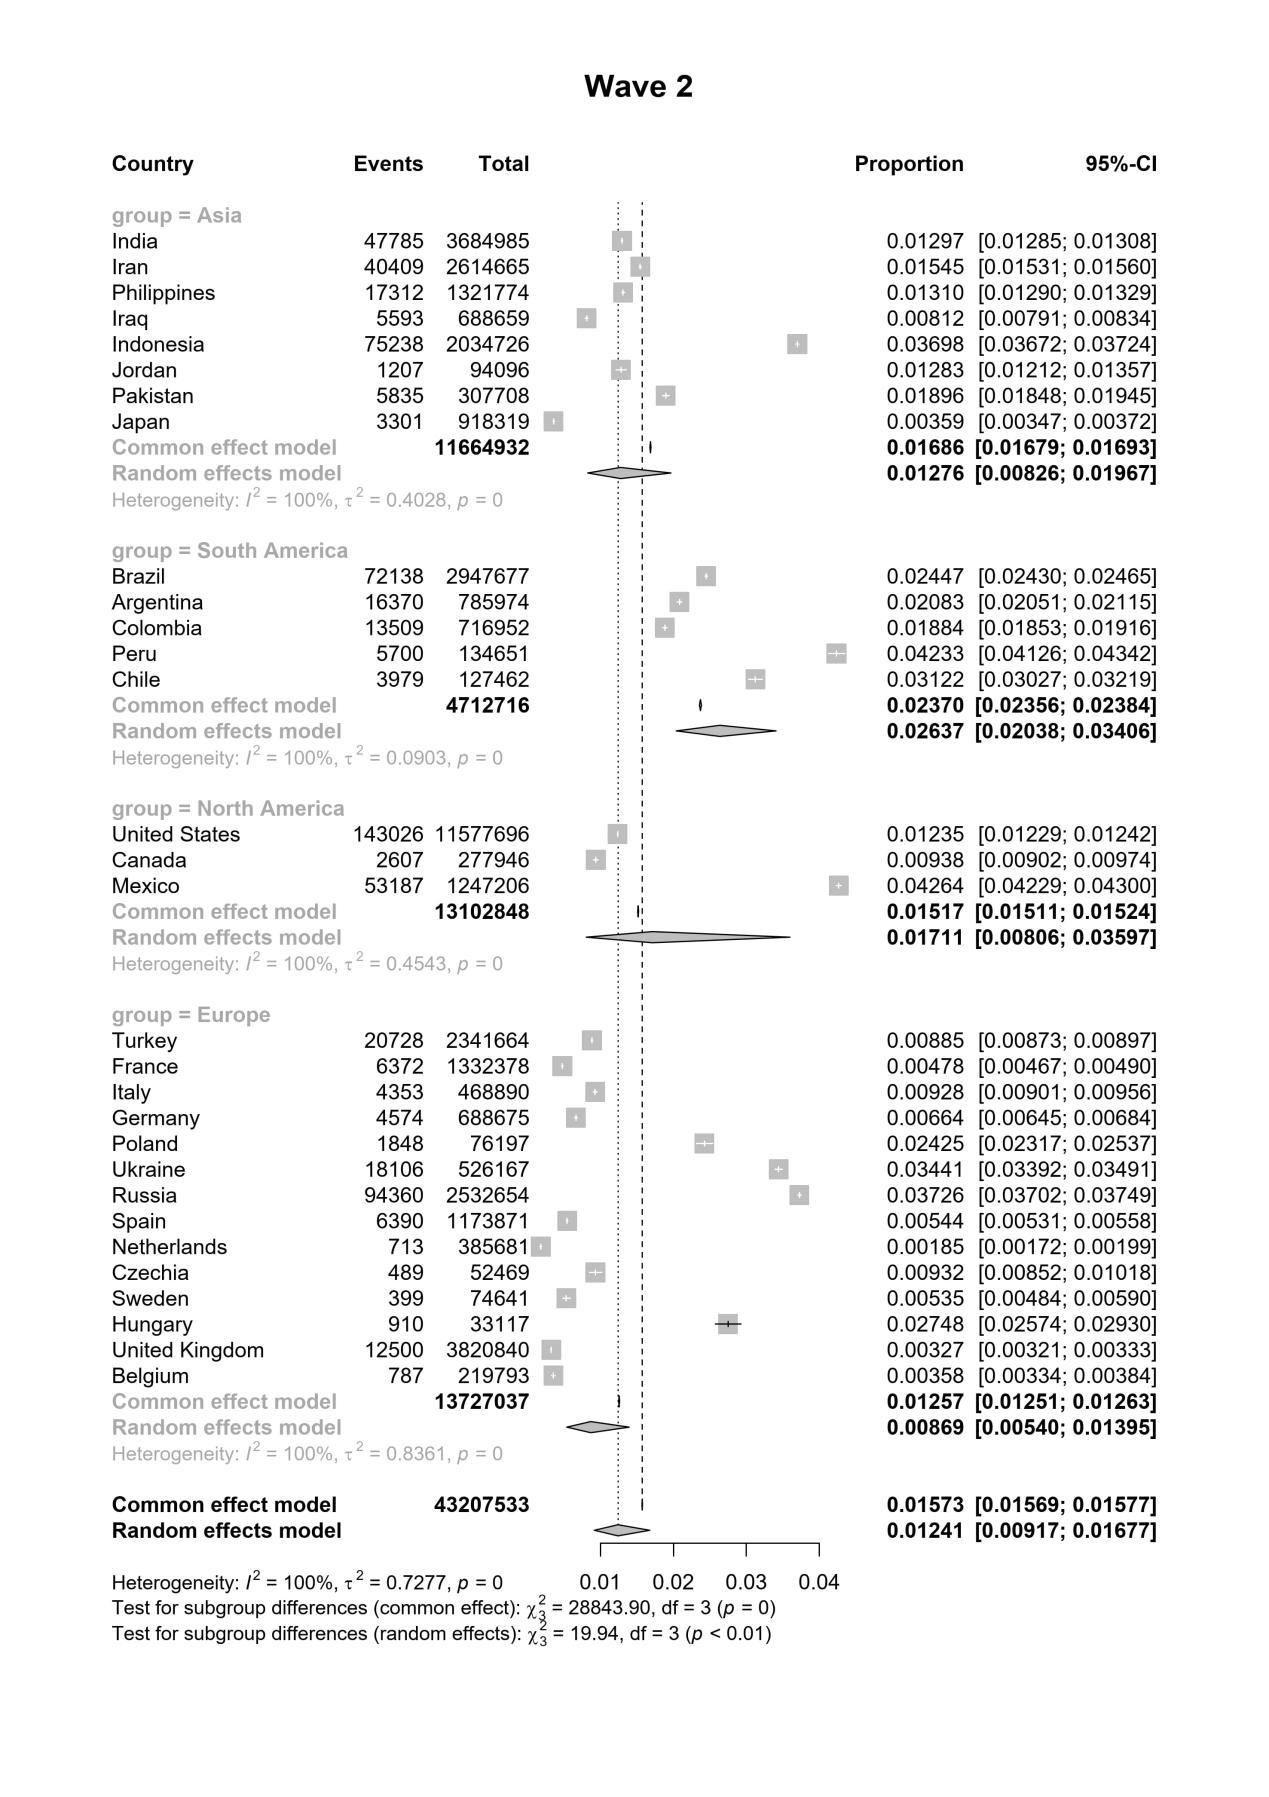 Wave 2
Country Events Total Proportion 95%-CI
group = Asia
India 47785 3684985 0.01297 [0.01285; 0.01308]
Iran 40409 2614665 0.01545 [0.01531; 0.01560]
Philippines 17312 1321774 0.01310 [0.01290; 0.01329]
Iraq 5593 688659 0.00812 [0.00791; 0.00834]
Indonesia 75238 2034726 0.03698 [0.03672; 0.03724]
Jordan 1207 94096 0.01283 [0.01212; 0.01357]
Pakistan 5835 307708 0.01896 [0.01848; 0.01945]
Japan 3301 918319 0.00359 [0.00347; 0.00372]
Common effect model 11664932 0.01686 [0.01679; 0.01693]
Random effects model 0.01276 [0.00826; 0.01967]
Heterogeneity: I² = 100%, τ² = 0.4028, p = 0
group = South America
Brazil 72138 2947677 0.02447 [0.02430; 0.02465]
Argentina 16370 785974 0.02083 [0.02051; 0.02115]
Colombia 13509 716952 0.01884 [0.01853; 0.01916]
Peru 5700 134651 0.04233 [0.04126; 0.04342]
Chile 3979 127462 0.03122 [0.03027; 0.03219]
Common effect model 4712716 0.02370 [0.02356; 0.02384]
Random effects model 0.02637 [0.02038; 0.03406]
Heterogeneity: I² = 100%, τ² = 0.0903, p = 0
group = North America
United States 143026 11577696 0.01235 [0.01229; 0.01242]
Canada 2607 277946 0.00938 [0.00902; 0.00974]
Mexico 53187 1247206 0.04264 [0.04229; 0.04300]
Common effect model 13102848 0.01517 [0.01511; 0.01524]
Random effects model 0.01711 [0.00806; 0.03597]
Heterogeneity: I² = 100%, τ² = 0.4543, p = 0
group = Europe
Turkey 20728 2341664 0.00885 [0.00873; 0.00897]
France 6372 1332378 0.00478 [0.00467; 0.00490]
Italy 4353 468890 0.00928 [0.00901; 0.00956]
Germany 4574 688675 0.00664 [0.00645; 0.00684]
Poland 1848 76197 0.02425 [0.02317; 0.02537]
Ukraine 18106 526167 0.03441 [0.03392; 0.03491]
Russia 94360 2532654 0.03726 [0.03702; 0.03749]
Spain 6390 1173871 0.00544 [0.00531; 0.00558]
Netherlands 713 385681 0.00185 [0.00172; 0.00199]
Czechia 489 52469 0.00932 [0.00852; 0.01018]
Sweden 399 74641 0.00535 [0.00484; 0.00590]
Hungary 910 33117 0.02748 [0.02574; 0.02930]
United Kingdom 12500 3820840 0.00327 [0.00321; 0.00333]
Belgium 787 219793 0.00358 [0.00334; 0.00384]
Common effect model 13727037 0.01257 [0.01251; 0.01263]
Random effects model 0.00869 [0.00540; 0.01395]
Heterogeneity: I² = 100%, τ² = 0.8361, p = 0
Common effect model 43207533 0.01573 [0.01569; 0.01577]
Random effects model 0.01241 [0.00917; 0.01677]
Heterogeneity: I² = 100%, τ² = 0.7277, p = 0 0.01 0.02 0.03 0.04
Test for subgroup differences (common effect): χ²₃ = 28843.90, df = 3 (p = 0)
Test for subgroup differences (random effects): χ²₃ = 19.94, df = 3 (p < 0.01)